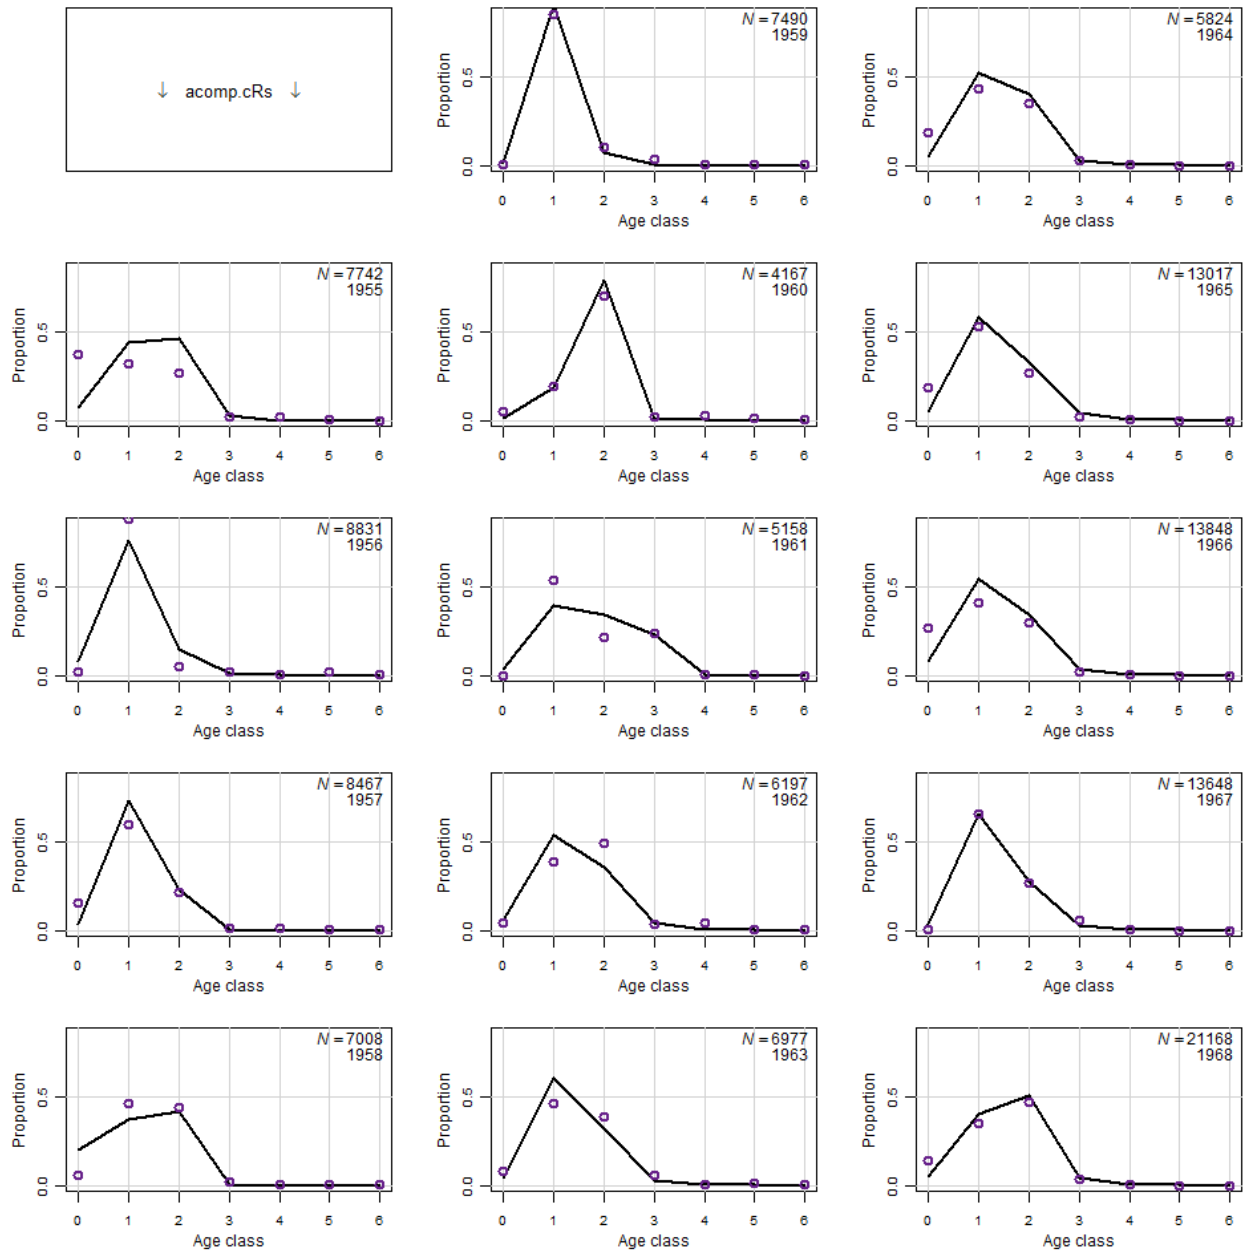 ↓ acomp.cRs ↓
N = 7490
1959
Proportion
0.0 0.5
0 1 2 3 4 5 6
Age class
N = 5824
1964
Proportion
0.0 0.5
0 1 2 3 4 5 6
Age class
N = 7742
1955
Proportion
0.0 0.5
0 1 2 3 4 5 6
Age class
N = 4167
1960
Proportion
0.0 0.5
0 1 2 3 4 5 6
Age class
N = 13017
1965
Proportion
0.0 0.5
0 1 2 3 4 5 6
Age class
N = 8831
1956
Proportion
0.0 0.5
0 1 2 3 4 5 6
Age class
N = 5158
1961
Proportion
0.0 0.5
0 1 2 3 4 5 6
Age class
N = 13848
1966
Proportion
0.0 0.5
0 1 2 3 4 5 6
Age class
N = 8467
1957
Proportion
0.0 0.5
0 1 2 3 4 5 6
Age class
N = 6197
1962
Proportion
0.0 0.5
0 1 2 3 4 5 6
Age class
N = 13648
1967
Proportion
0.0 0.5
0 1 2 3 4 5 6
Age class
N = 7008
1958
Proportion
0.0 0.5
0 1 2 3 4 5 6
Age class
N = 6977
1963
Proportion
0.0 0.5
0 1 2 3 4 5 6
Age class
N = 21168
1968
Proportion
0.0 0.5
0 1 2 3 4 5 6
Age class